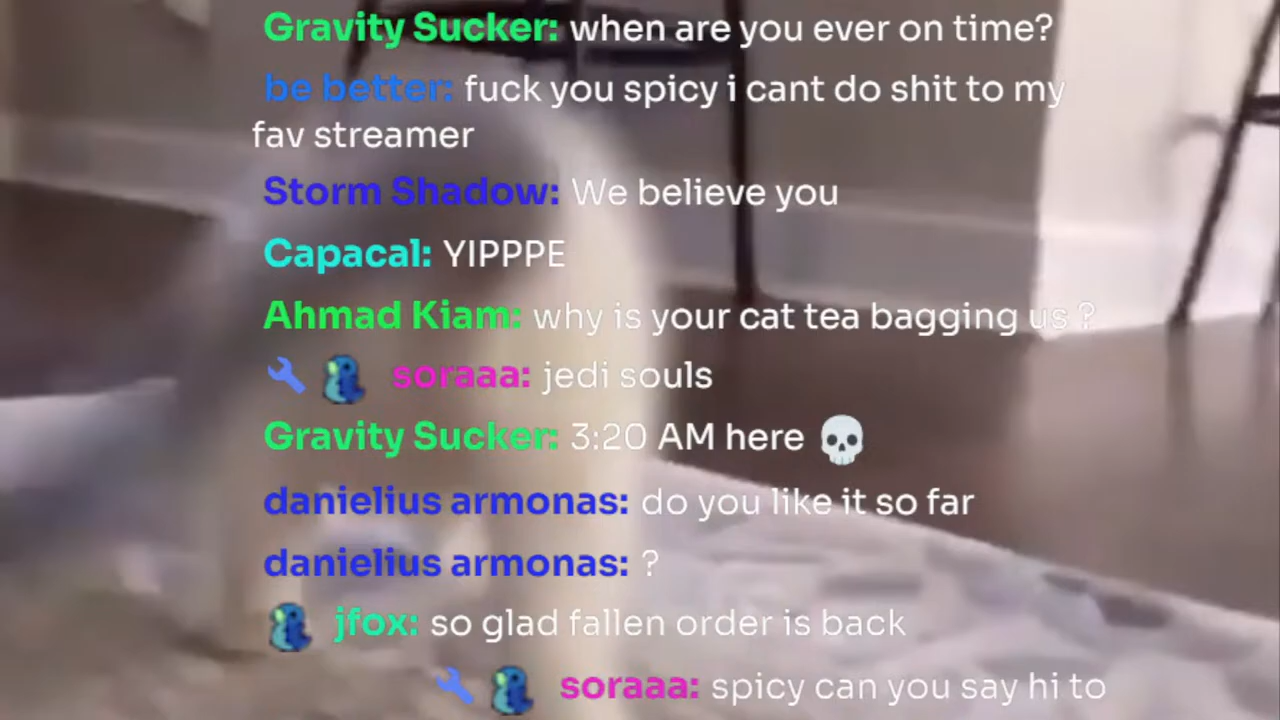 Gravity Sucker: when are you ever on time?
be better: fuck you spicy i cant do shit to my
fav streamer
Storm Shadow: We believe you
Capacal: YIPPPE
Ahmad Kiam: why is your cat tea bagging us ?
soraaa: jedi souls
Gravity Sucker: 3:20 AM here 💀
danielius armonas: do you like it so far
danielius armonas: ?
jfox: so glad fallen order is back
soraaa: spicy can you say hi to